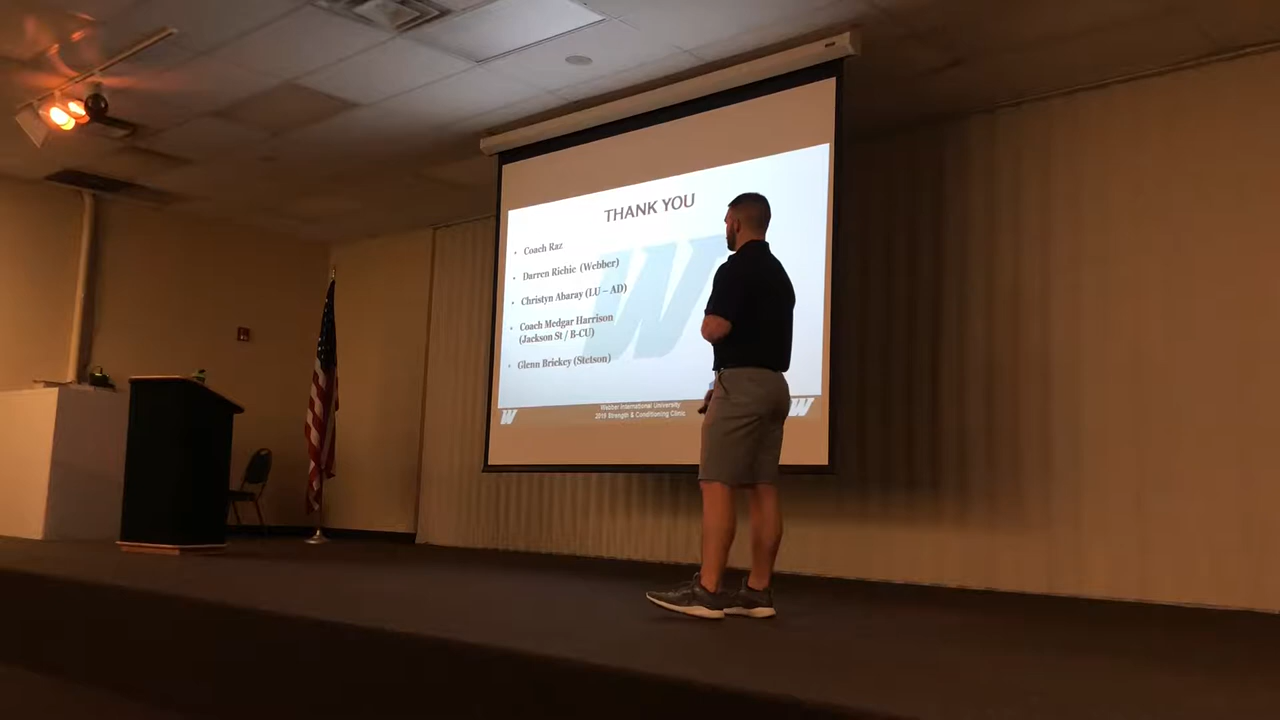 THANK YOU
• Coach Raz
• Darren Richie (Webber)
• Christyn Abaray (LU – AD)
• Coach Medgar Harrison
(Jackson St / B-CU)
• Glenn Brickey (Stetson)
W
W
Webber International University
2019 Strength & Conditioning Clinic
W